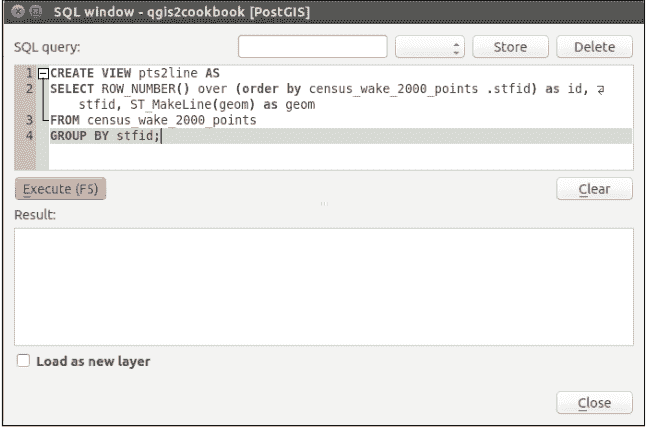 SQL window - qgis2cookbook [PostGIS]
SQL query:
Store
Delete
1 CREATE VIEW pts2line AS
2 SELECT ROW_NUMBER() over (order by census_wake_2000_points .stfid) as id,
stfid, ST_MakeLine(geom) as geom
3 FROM census_wake_2000_points
4 GROUP BY stfid;
Execute (F5)
Clear
Result:
Load as new layer
Close